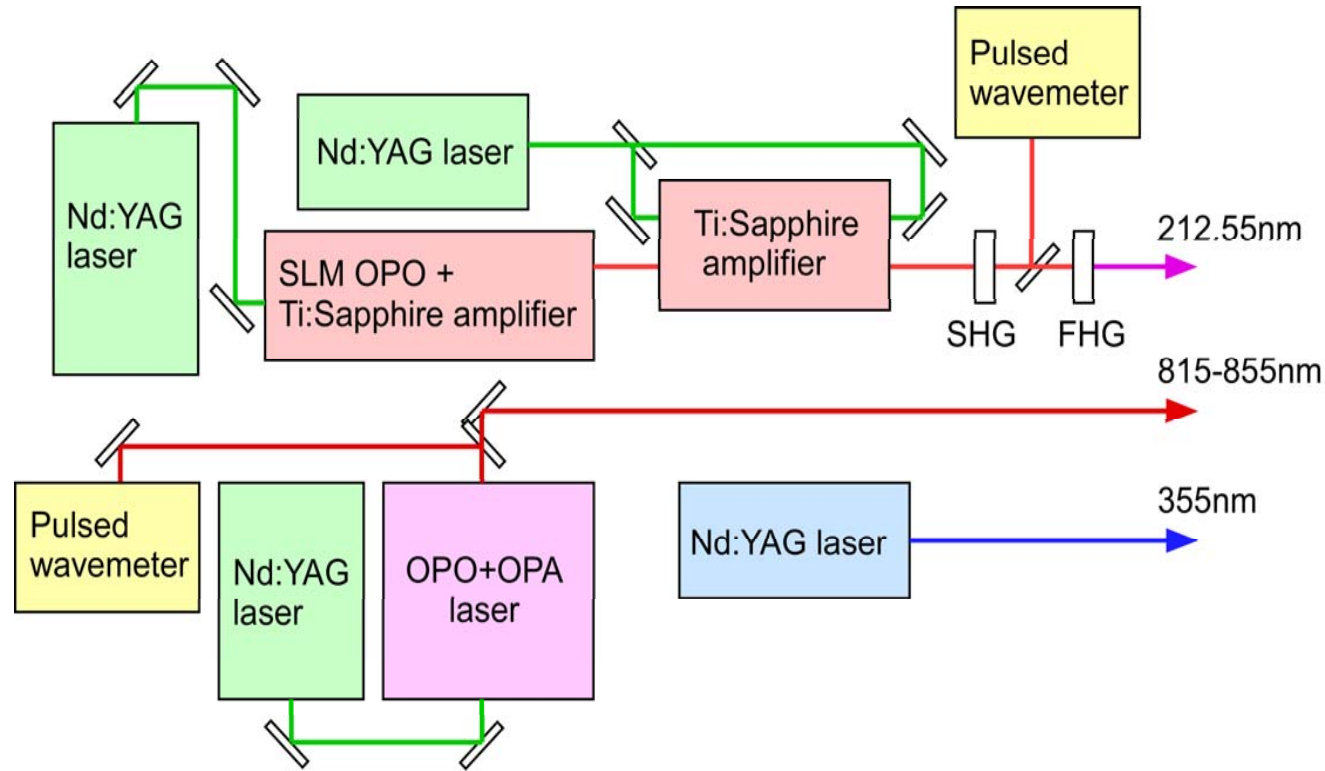 Pulsed
wavemeter
Nd:YAG laser
Nd:YAG
laser
Ti:Sapphire
amplifier
212.55nm
SLM OPO +
Ti:Sapphire amplifier
SHG
FHG
815-855nm
355nm
Pulsed
wavemeter
Nd:YAG
laser
OPO+OPA
laser
Nd:YAG laser